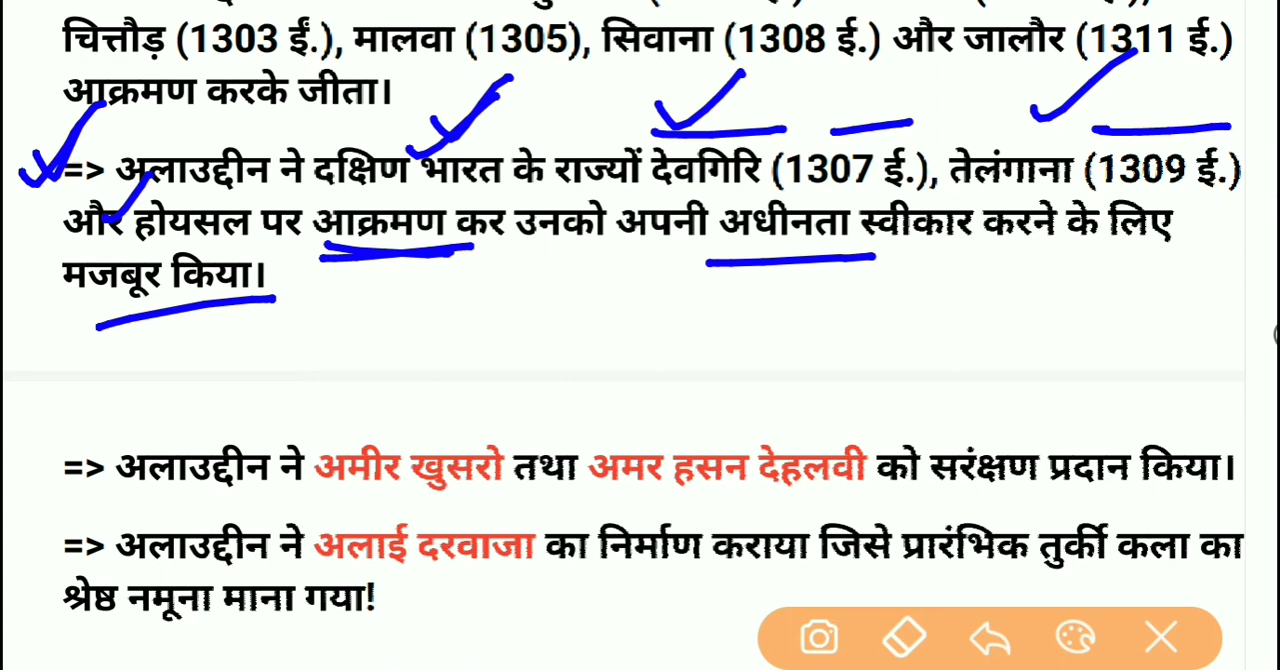 चित्तौड़ (1303 ईं.), मालवा (1305), सिवाना (1308 ई.) और जालौर (1311 ई.)
आक्रमण करके जीता।
=> अलाउद्दीन ने दक्षिण भारत के राज्यों देवगिरि (1307 ई.), तेलंगाना (1309 ई.)
और होयसल पर आक्रमण कर उनको अपनी अधीनता स्वीकार करने के लिए
मजबूर किया।
=> अलाउद्दीन ने अमीर खुसरो तथा अमर हसन देहलवी को सरंक्षण प्रदान किया।
=> अलाउद्दीन ने अलाई दरवाजा का निर्माण कराया जिसे प्रारंभिक तुर्की कला का
श्रेष्ठ नमूना माना गया!